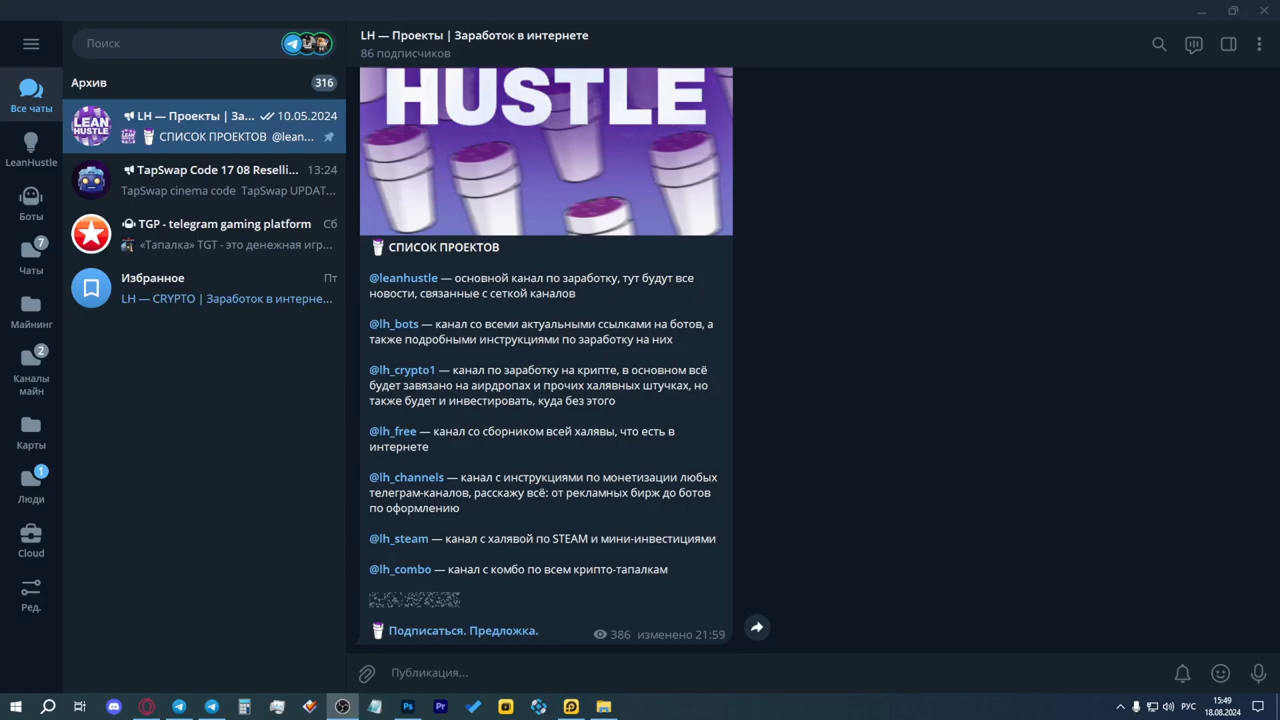 Поиск
Архив
316
LH — Проекты | За... 10.05.2024
СПИСОК ПРОЕКТОВ @lean...
TapSwap Code 17 08 Reselli... 13:24
TapSwap cinema code TapSwap UPDAT...
TGP - telegram gaming platform Сб
«Тапалка» TGT - это денежная игр...
Избранное Пт
LH — CRYPTO | Заработок в интерне...
LEAN
HUSTLE
Все чаты
LeanHustle
Боты
7
Чаты
Майнинг
2
Каналы
майн
Карты
1
Люди
Cloud
Ред.
LH — Проекты | Заработок в интернете
86 подписчиков
HUSTLE
СПИСОК ПРОЕКТОВ
@leanhustle — основной канал по заработку, тут будут все
новости, связанные с сеткой каналов
@lh_bots — канал со всеми актуальными ссылками на ботов, а
также подробными инструкциями по заработку на них
@lh_crypto1 — канал по заработку на крипте, в основном всё
будет завязано на аирдропах и прочих халявных штучках, но
также будет и инвестировать, куда без этого
@lh_free — канал со сборником всей халявы, что есть в
интернете
@lh_channels — канал с инструкциями по монетизации любых
телеграм-каналов, расскажу всё: от рекламных бирж до ботов
по оформлению
@lh_steam — канал с халявой по STEAM и мини-инвестициями
@lh_combo — канал с комбо по всем крипто-тапалкам
Подписаться. Предложка.
386 изменено 21:59
Публикация...
Ps
Pr
РУС
15:49
18.08.2024